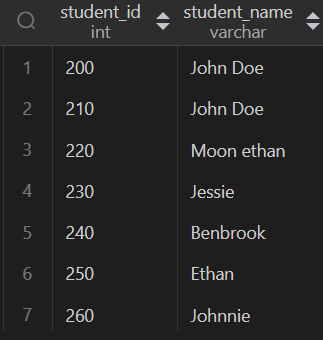 student_id student_name
int varchar
1 200 John Doe
2 210 John Doe
3 220 Moon ethan
4 230 Jessie
5 240 Benbrook
6 250 Ethan
7 260 Johnnie